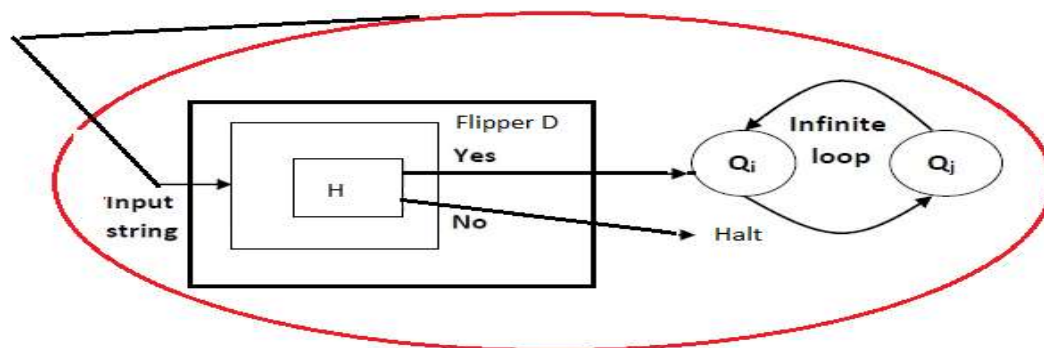 Flipper D
Yes
Infinite
loop
Qi
Qj
H
Input
string
No
Halt